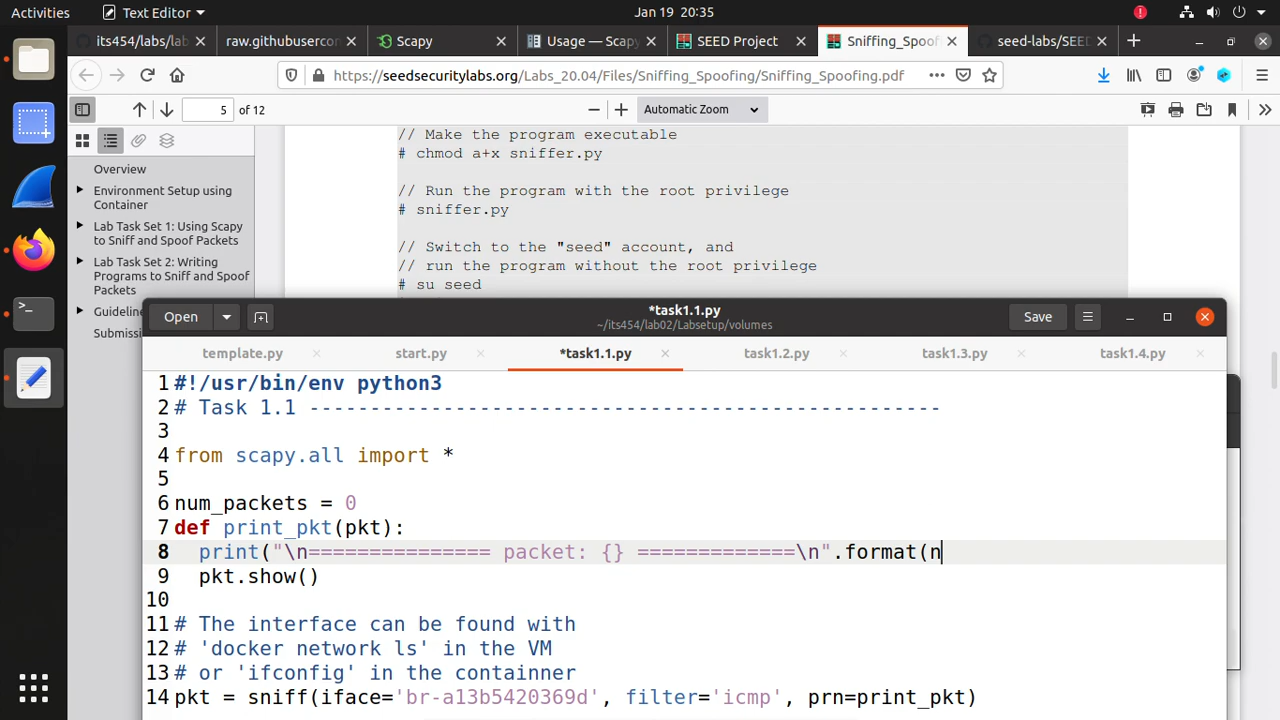 Activities
Text Editor
Jan 19 20:35
its454/labs/lab
raw.githubuserco
Scapy
Usage — Scap
SEED Project
Sniffing_Spoof
seed-labs/SEE
https://seedsecuritylabs.org/Labs_20.04/Files/Sniffing_Spoofing/Sniffing_Spoofing.pdf
5
of 12
Automatic Zoom
Overview
Environment Setup using
Container
Lab Task Set 1: Using Scapy
to Sniff and Spoof Packets
Lab Task Set 2: Writing
Programs to Sniff and Spoof
Packets
Guideline
Submissi
// Make the program executable
# chmod a+x sniffer.py
// Run the program with the root privilege
# sniffer.py
// Switch to the "seed" account, and
// run the program without the root privilege
# su seed
Open
*task1.1.py
~/its454/lab02/Labsetup/volumes
Save
template.py
start.py
*task1.1.py
task1.2.py
task1.3.py
task1.4.py
1 #!/usr/bin/env python3
2 # Task 1.1 ----------------------------------------------------
3
4 from scapy.all import *
5
6 num_packets = 0
7 def print_pkt(pkt):
8   print("\n=============== packet: {} =============\n".format(n
9   pkt.show()
10
11 # The interface can be found with
12 # 'docker network ls' in the VM
13 # or 'ifconfig' in the containner
14 pkt = sniff(iface='br-a13b5420369d', filter='icmp', prn=print_pkt)